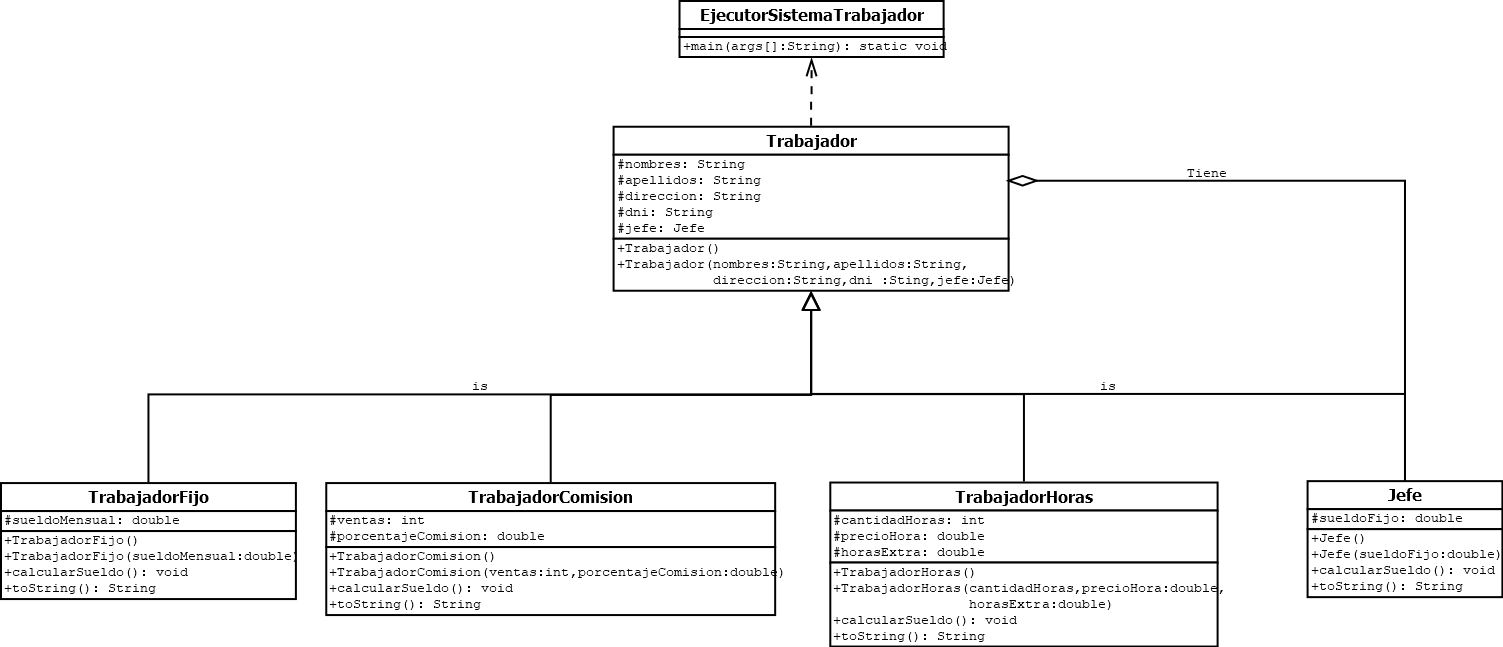 EjecutorSistemaTrabajador
+main(args[]:String): static void
Trabajador
#nombres: String
#apellidos: String
#direccion: String
#dni: String
#jefe: Jefe
+Trabajador()
+Trabajador(nombres:String,apellidos:String,
direccion:String,dni :Sting,jefe:Jefe)
Tiene
is
is
TrabajadorFijo
#sueldoMensual: double
+TrabajadorFijo()
+TrabajadorFijo(sueldoMensual:double)
+calcularSueldo(): void
+toString(): String
TrabajadorComision
#ventas: int
#porcentajeComision: double
+TrabajadorComision()
+TrabajadorComision(ventas:int,porcentajeComision:double)
+calcularSueldo(): void
+toString(): String
TrabajadorHoras
#cantidadHoras: int
#precioHora: double
#horasExtra: double
+TrabajadorHoras()
+TrabajadorHoras(cantidadHoras,precioHora:double,
horasExtra:double)
+calcularSueldo(): void
+toString(): String
Jefe
#sueldoFijo: double
+Jefe()
+Jefe(sueldoFijo:double)
+calcularSueldo(): void
+toString(): String